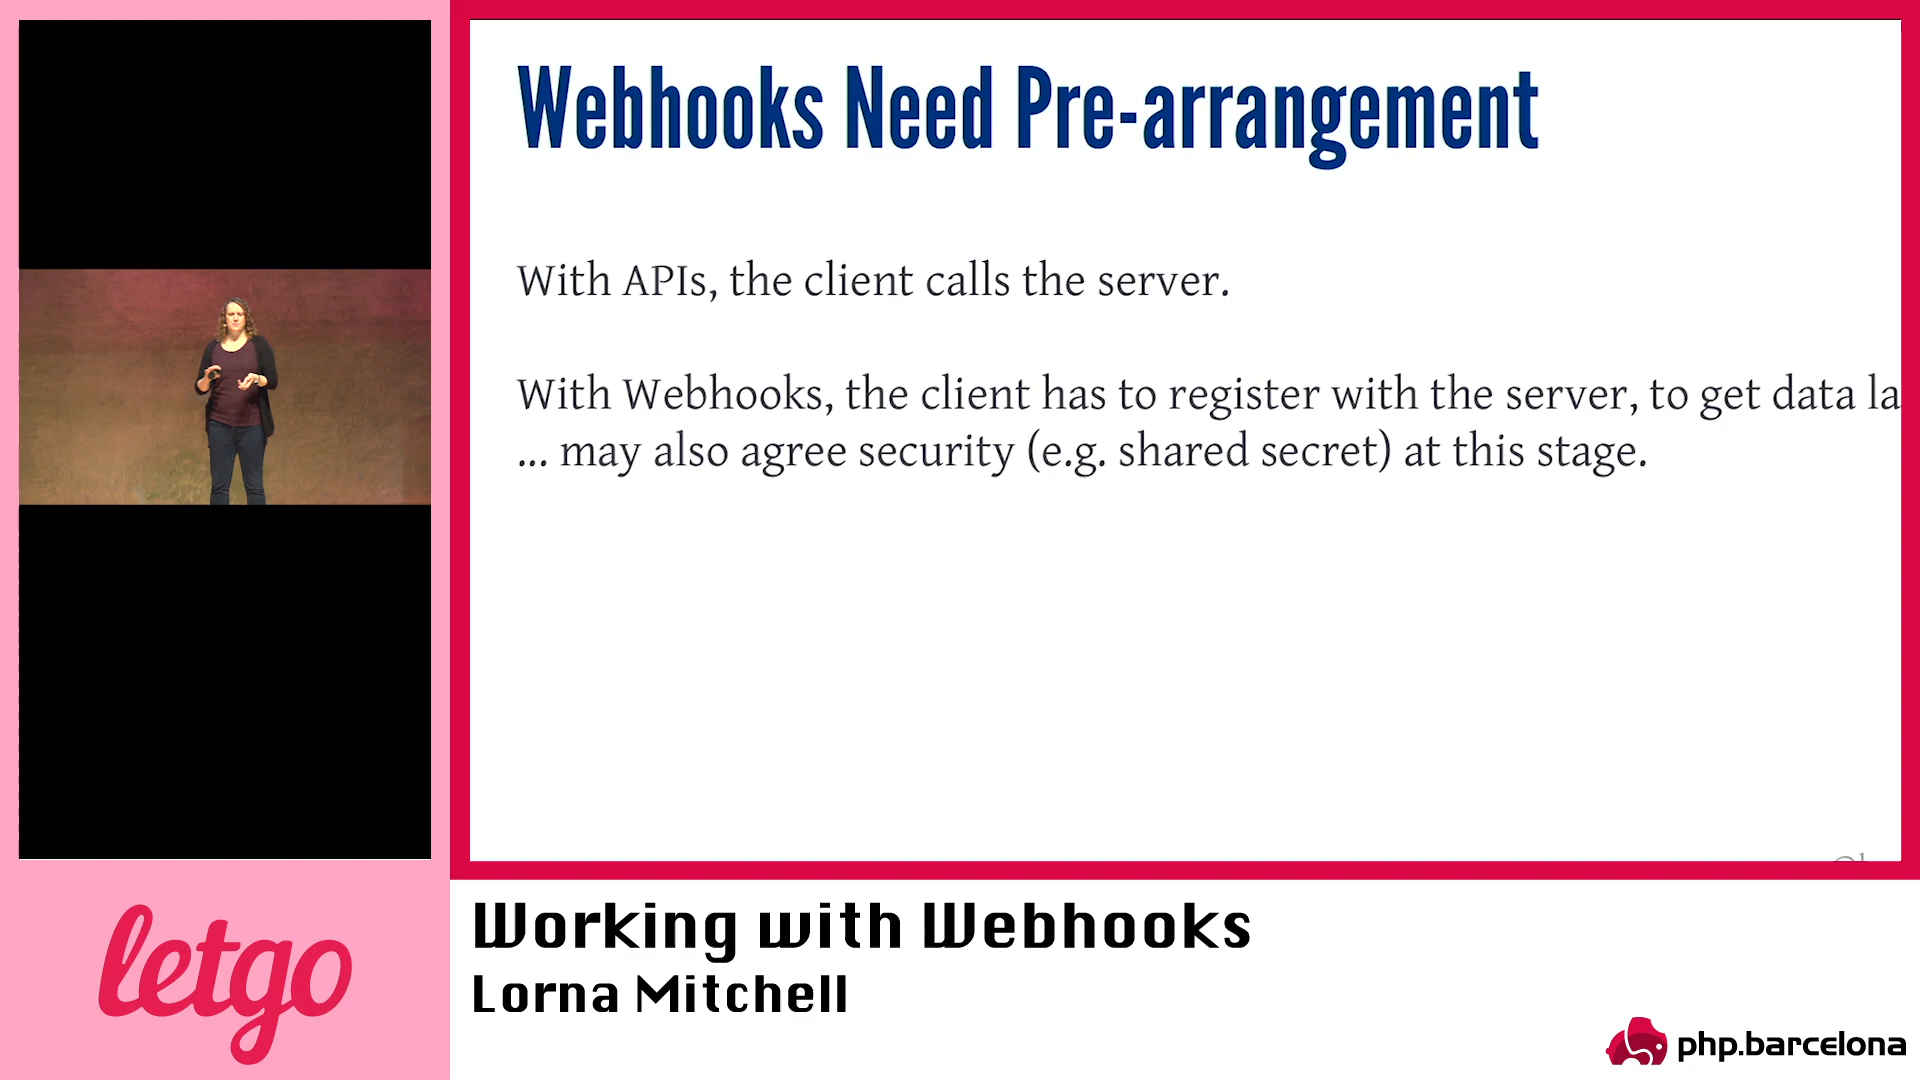 Webhooks Need Pre-arrangement
With APIs, the client calls the server.
With Webhooks, the client has to register with the server, to get data la
... may also agree security (e.g. shared secret) at this stage.
Working with Webhooks
Lorna Mitchell
letgo
php.barcelona